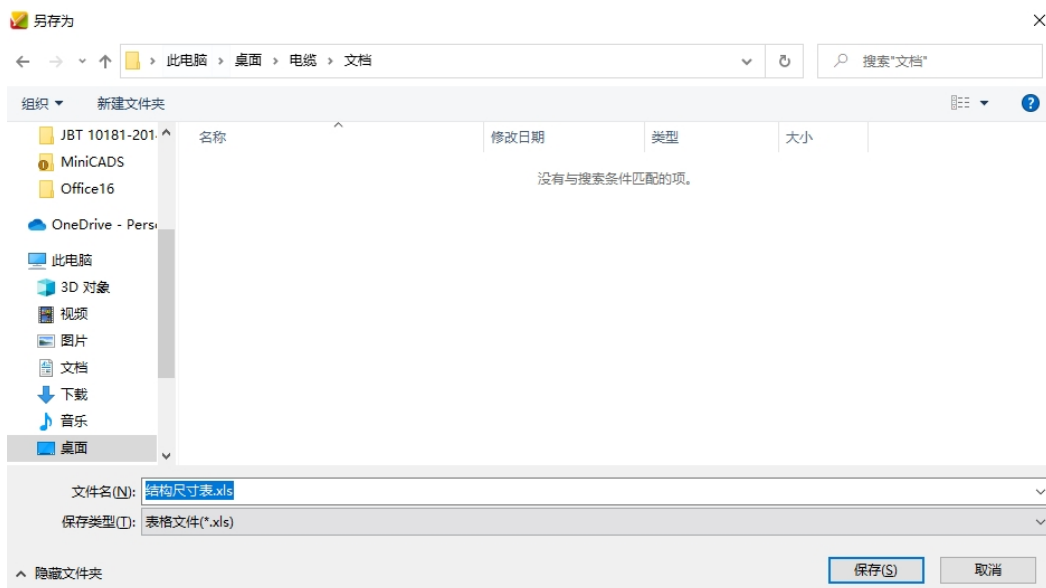 另存为
此电脑 › 桌面 › 电缆 › 文档
搜索"文档"
组织 新建文件夹
JBT 10181-201
MiniCADS
Office16
OneDrive - Pers
此电脑
3D 对象
视频
图片
文档
下载
音乐
桌面
名称 修改日期 类型 大小
没有与搜索条件匹配的项。
文件名(N): 结构尺寸表.xls
保存类型(T): 表格文件(*.xls)
隐藏文件夹 保存(S) 取消